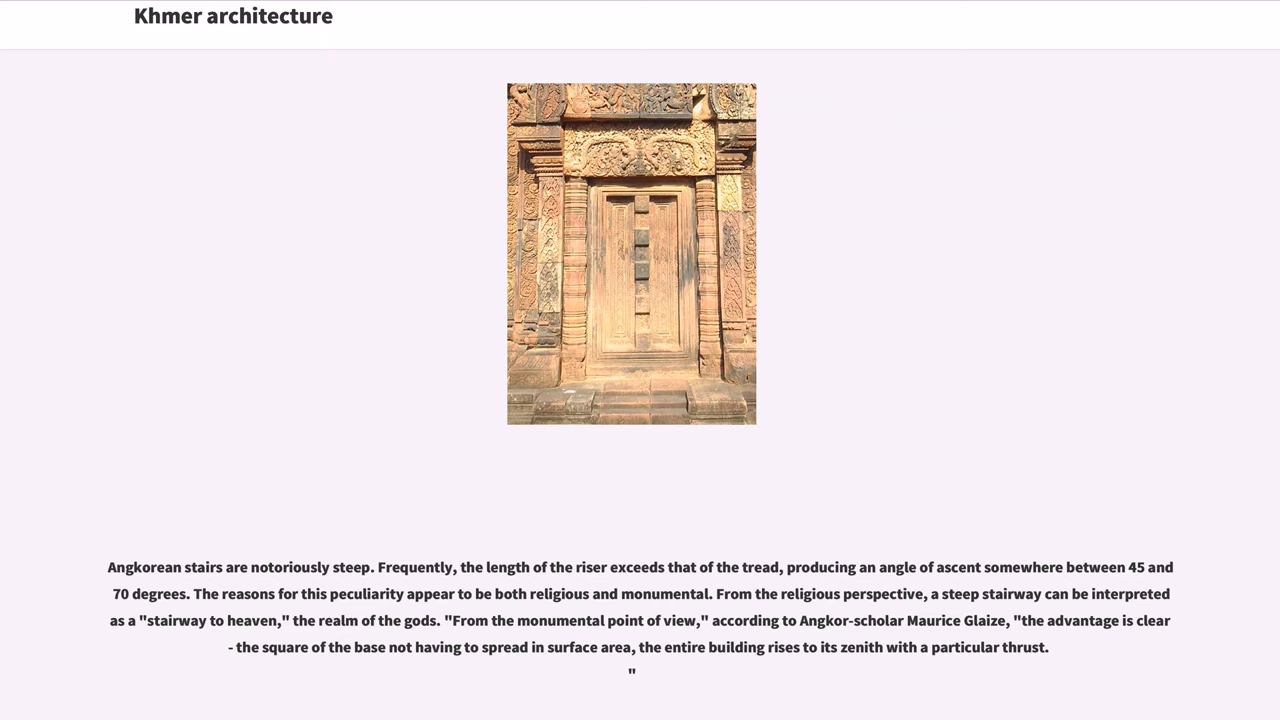 Khmer architecture
Angkorean stairs are notoriously steep. Frequently, the length of the riser exceeds that of the tread, producing an angle of ascent somewhere between 45 and
70 degrees. The reasons for this peculiarity appear to be both religious and monumental. From the religious perspective, a steep stairway can be interpreted
as a "stairway to heaven," the realm of the gods. "From the monumental point of view," according to Angkor-scholar Maurice Glaize, "the advantage is clear
- the square of the base not having to spread in surface area, the entire building rises to its zenith with a particular thrust.
"